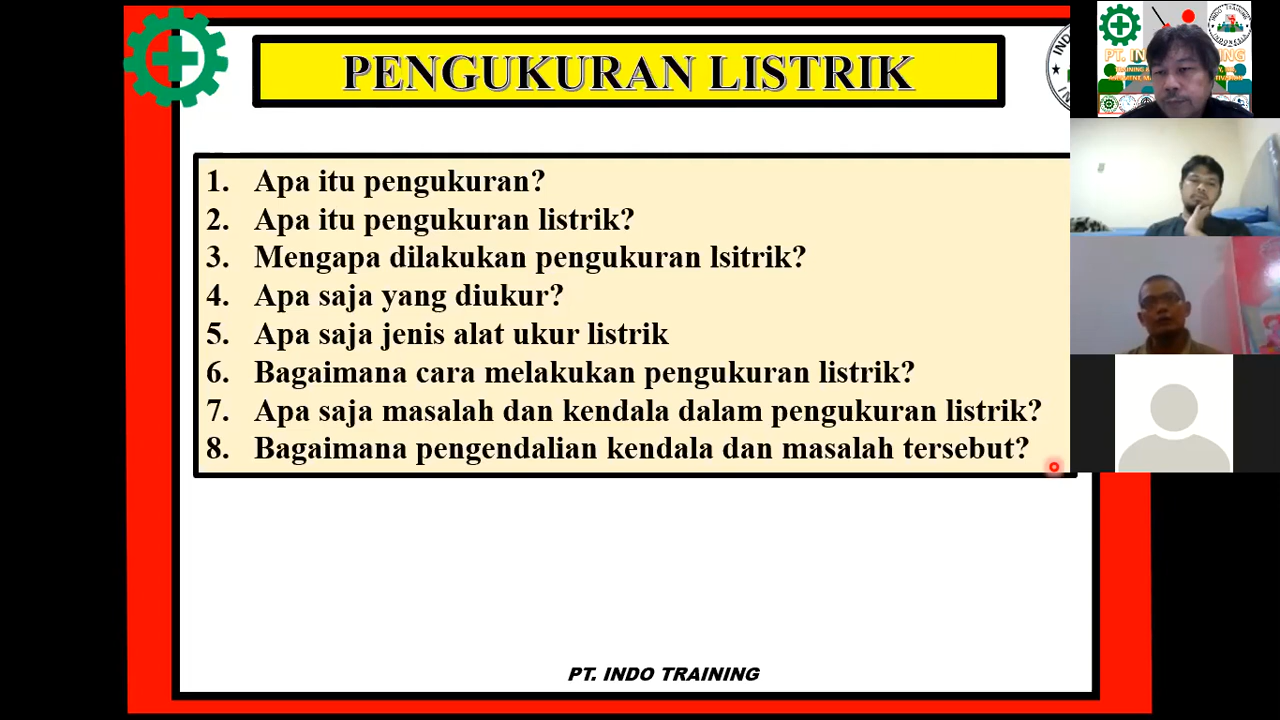 PENGUKURAN LISTRIK
1. Apa itu pengukuran?
2. Apa itu pengukuran listrik?
3. Mengapa dilakukan pengukuran lsitrik?
4. Apa saja yang diukur?
5. Apa saja jenis alat ukur listrik
6. Bagaimana cara melakukan pengukuran listrik?
7. Apa saja masalah dan kendala dalam pengukuran listrik?
8. Bagaimana pengendalian kendala dan masalah tersebut?
PT. INDO TRAINING